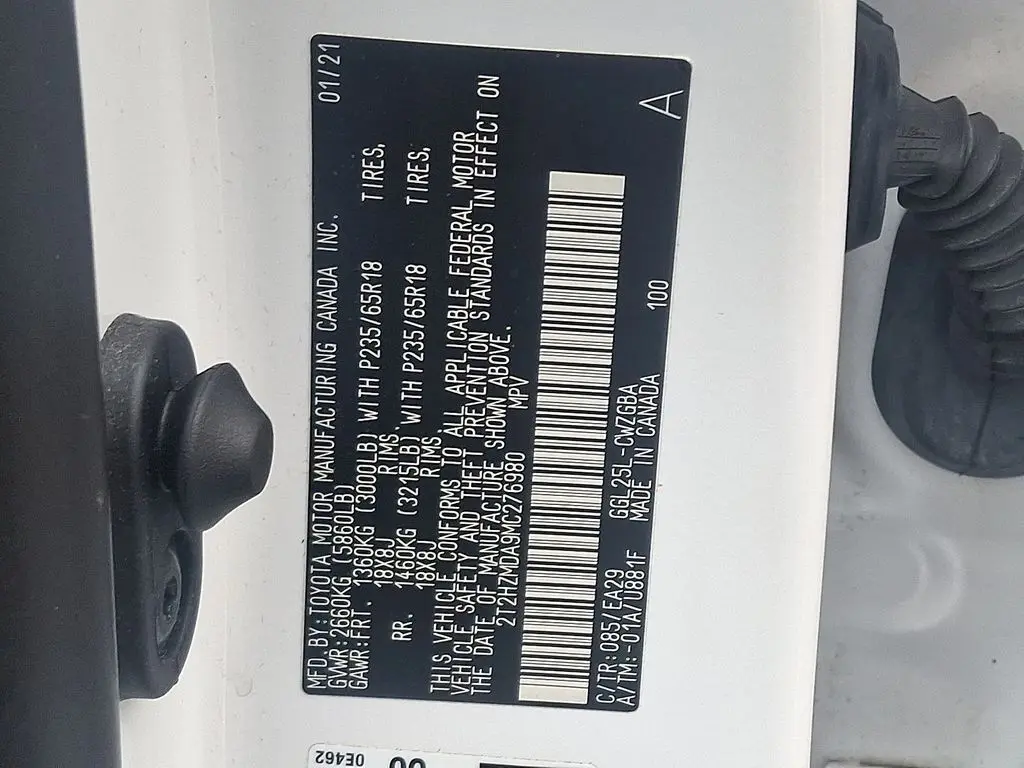 MFD.BY:TOYOTA MOTOR MANUFACTURING CANADA INC. 01/21
GVWR:2660KG (5860LB)
GAWR:FRT. 1360KG (3000LB) WITH P235/65R18 TIRES,
18X8J RIMS
RR. 1460KG (3215LB) WITH P235/65R18 TIRES,
18X8J RIMS
THIS VEHICLE CONFORMS TO ALL APPLICABLE FEDERAL MOTOR
VEHICLE SAFETY AND THEFT PREVENTION STANDARDS IN EFFECT ON
THE DATE OF MANUFACTURE SHOWN ABOVE.
2T2HZMDA9MC276980 MPV
C/TR:085/EA29 GGL25L-CWZGBA 100
A/TM:-01A/U881F MADE IN CANADA
A
0E462